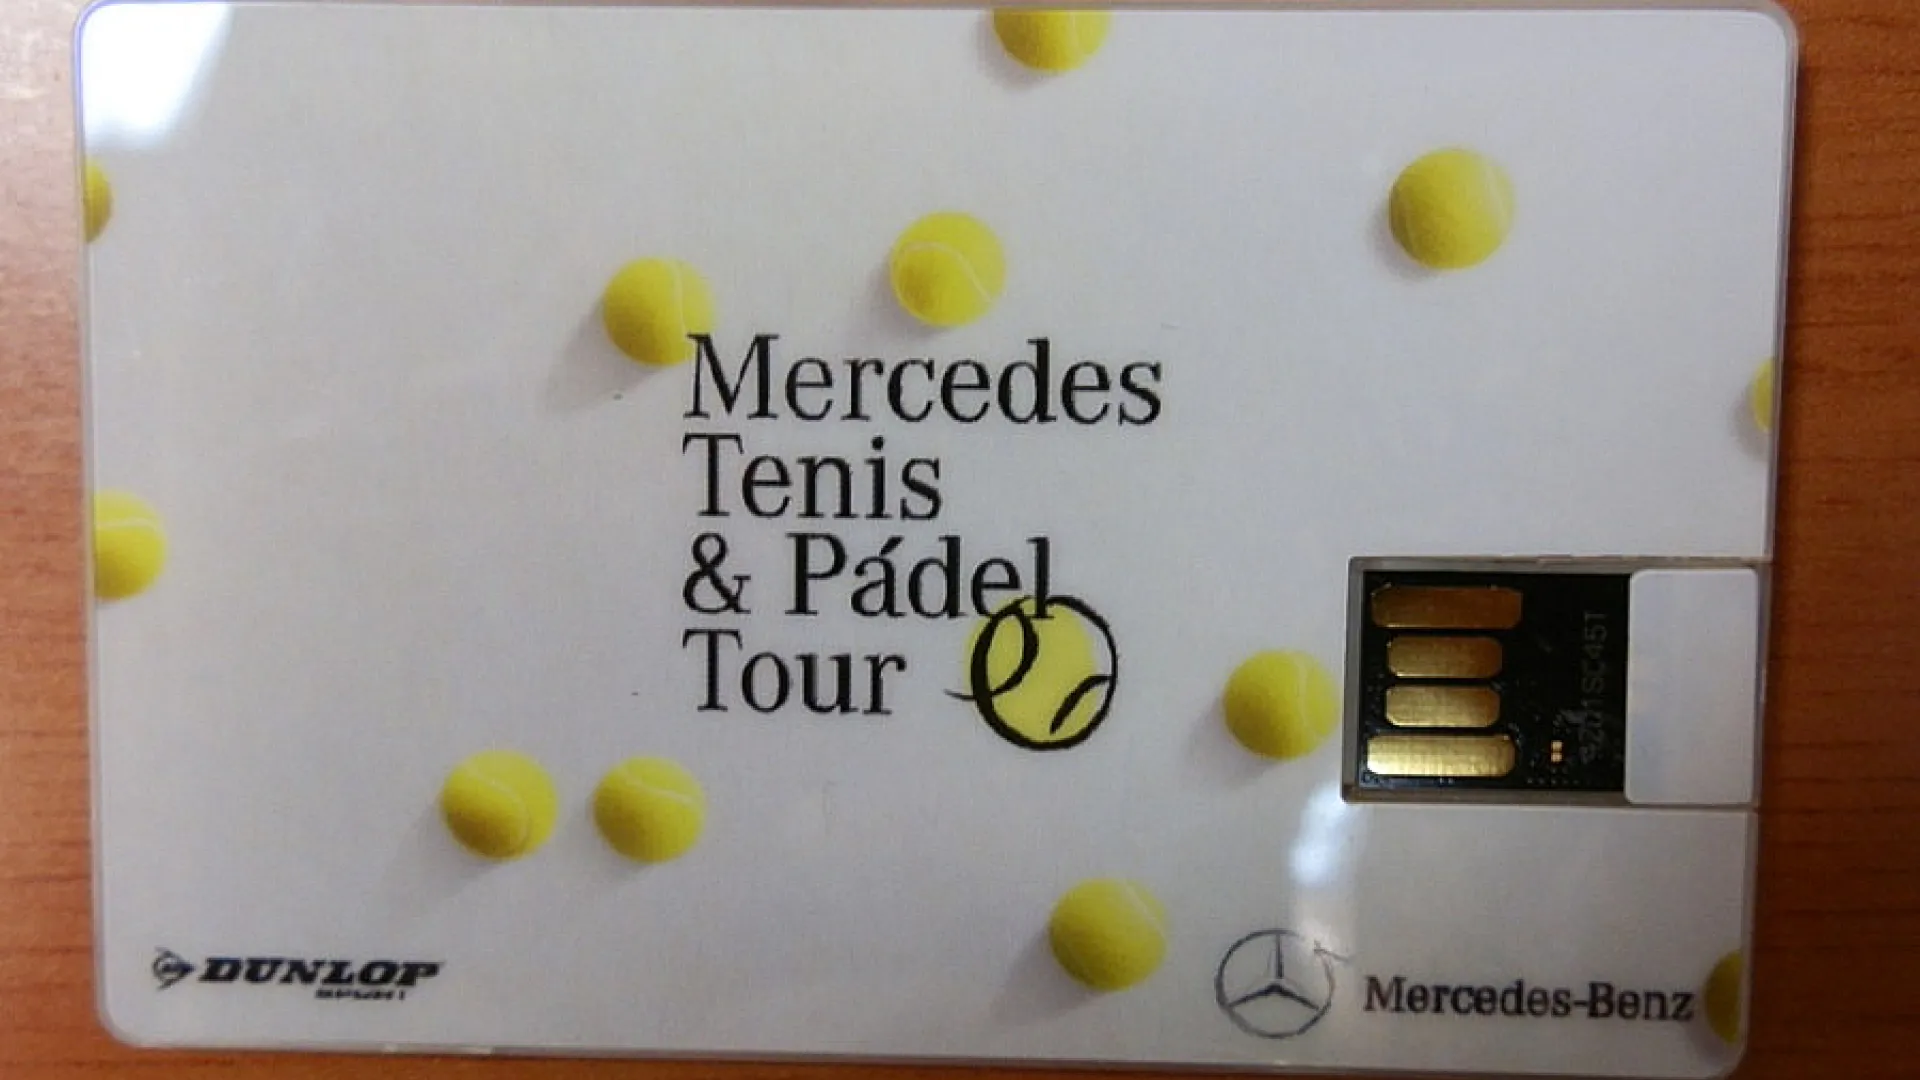 Mercedes
Tenis
& Pádel
Tour
DUNLOP
Mercedes-Benz